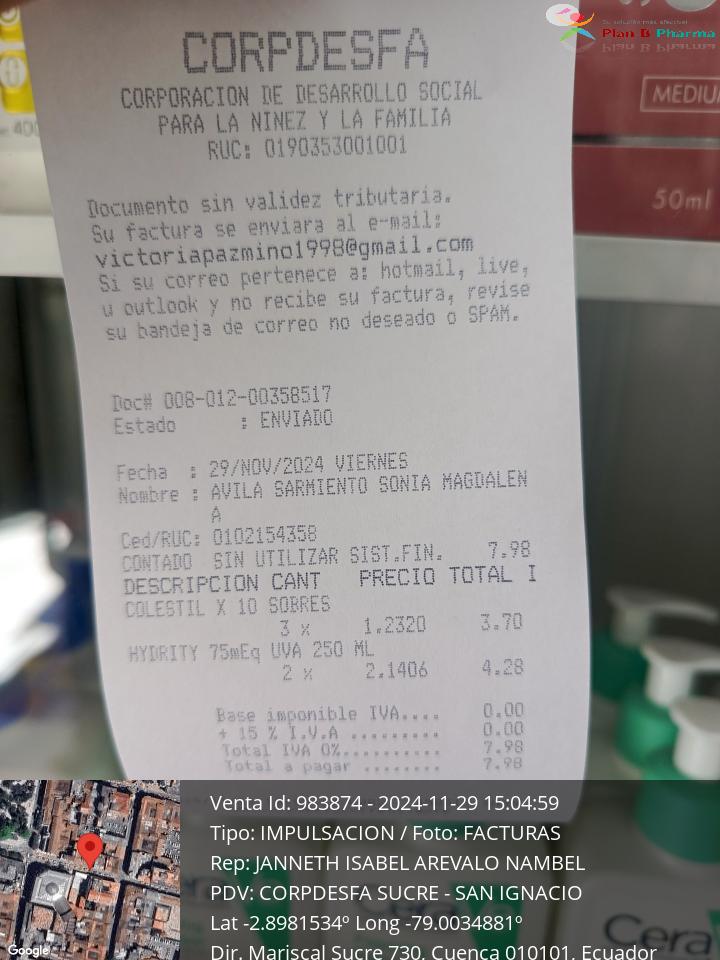 Su solución más efectiva!
Plan B Pharma
MEDIU
50ml
400
CORPDESFA
CORPORACION DE DESARROLLO SOCIAL
PARA LA NINEZ Y LA FAMILIA
RUC: 0190353001001
Documento sin validez tributaria.
Su factura se enviara al e-mail:
victoriapazmino1998@gmail.com
Si su correo pertenece a: hotmail, live,
u outlook y no recibe su factura, revise
su bandeja de correo no deseado o SPAM.
Doc# 008-012-00358517
Estado : ENVIADO
Fecha : 29/NOV/2024 VIERNES
Nombre : AVILA SARMIENTO SONIA MAGDALEN
A
Ced/RUC: 0102154358
CONTADO SIN UTILIZAR SIST.FIN. 7.98
DESCRIPCION CANT PRECIO TOTAL I
COLESTIL X 10 SOBRES
3 x 1.2320 3.70
HYDRITY 75mEq UVA 250 ML
2 x 2.1406 4.28
Base imponible IVA.... 0.00
+ 15 % I.V.A ......... 0.00
Total IVA 0%.......... 7.98
Total a pagar ........ 7.98
Venta Id: 983874 - 2024-11-29 15:04:59
Tipo: IMPULSACION / Foto: FACTURAS
Rep: JANNETH ISABEL AREVALO NAMBEL
PDV: CORPDESFA SUCRE - SAN IGNACIO
Lat -2.8981534º Long -79.0034881º
Dir. Mariscal Sucre 730, Cuenca 010101, Ecuador
Google
Cera